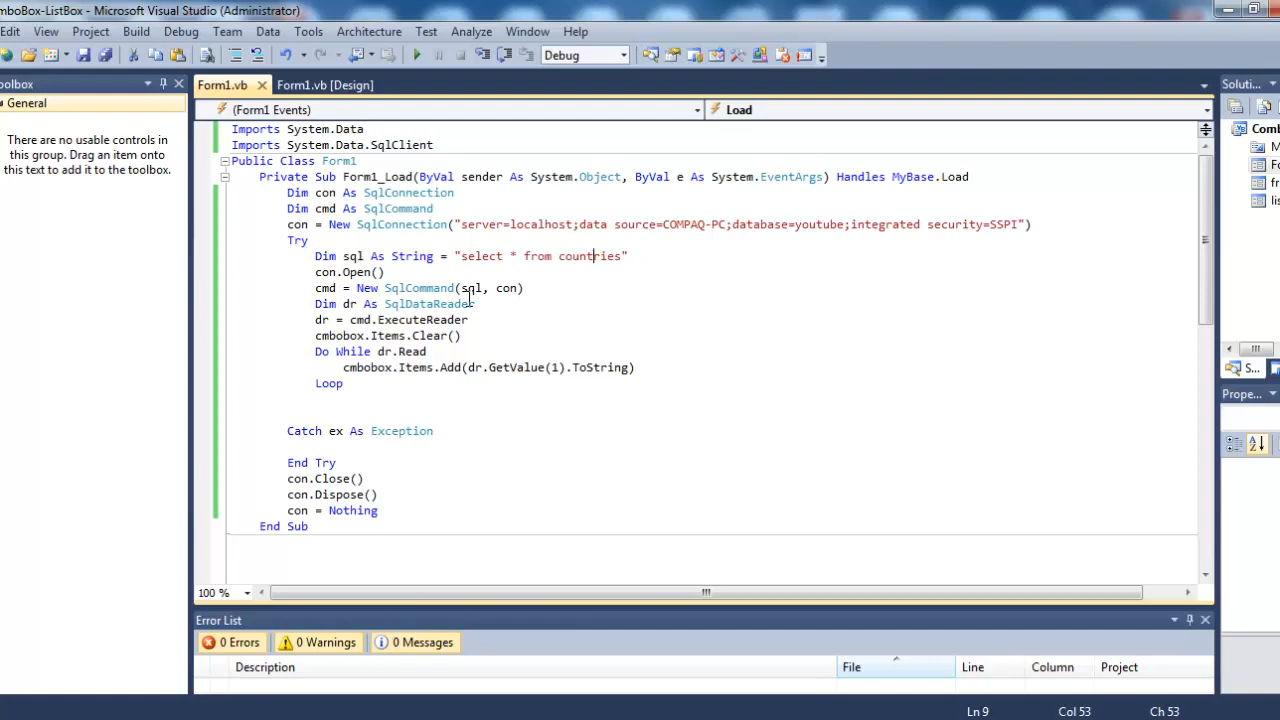 mboBox-ListBox - Microsoft Visual Studio (Administrator)
Edit View Project Build Debug Team Data Tools Architecture Test Analyze Window Help
Debug
oolbox
Form1.vb Form1.vb [Design]
Soluti...
General
(Form1 Events) Load
There are no usable controls in
this group. Drag an item onto
this text to add it to the toolbox.
Imports System.Data
Imports System.Data.SqlClient
Public Class Form1
Private Sub Form1_Load(ByVal sender As System.Object, ByVal e As System.EventArgs) Handles MyBase.Load
Dim con As SqlConnection
Dim cmd As SqlCommand
con = New SqlConnection("server=localhost;data source=COMPAQ-PC;database=youtube;integrated security=SSPI")
Try
Dim sql As String = "select * from countries"
con.Open()
cmd = New SqlCommand(sql, con)
Dim dr As SqlDataReader
dr = cmd.ExecuteReader
cmbobox.Items.Clear()
Do While dr.Read
cmbobox.Items.Add(dr.GetValue(1).ToString)
Loop
Catch ex As Exception
End Try
con.Close()
con.Dispose()
con = Nothing
End Sub
Comb
M
Fo
fr
lis
S...
Prope...
100 %
Error List
0 Errors 0 Warnings 0 Messages
Description File Line Column Project
Ln 9 Col 53 Ch 53